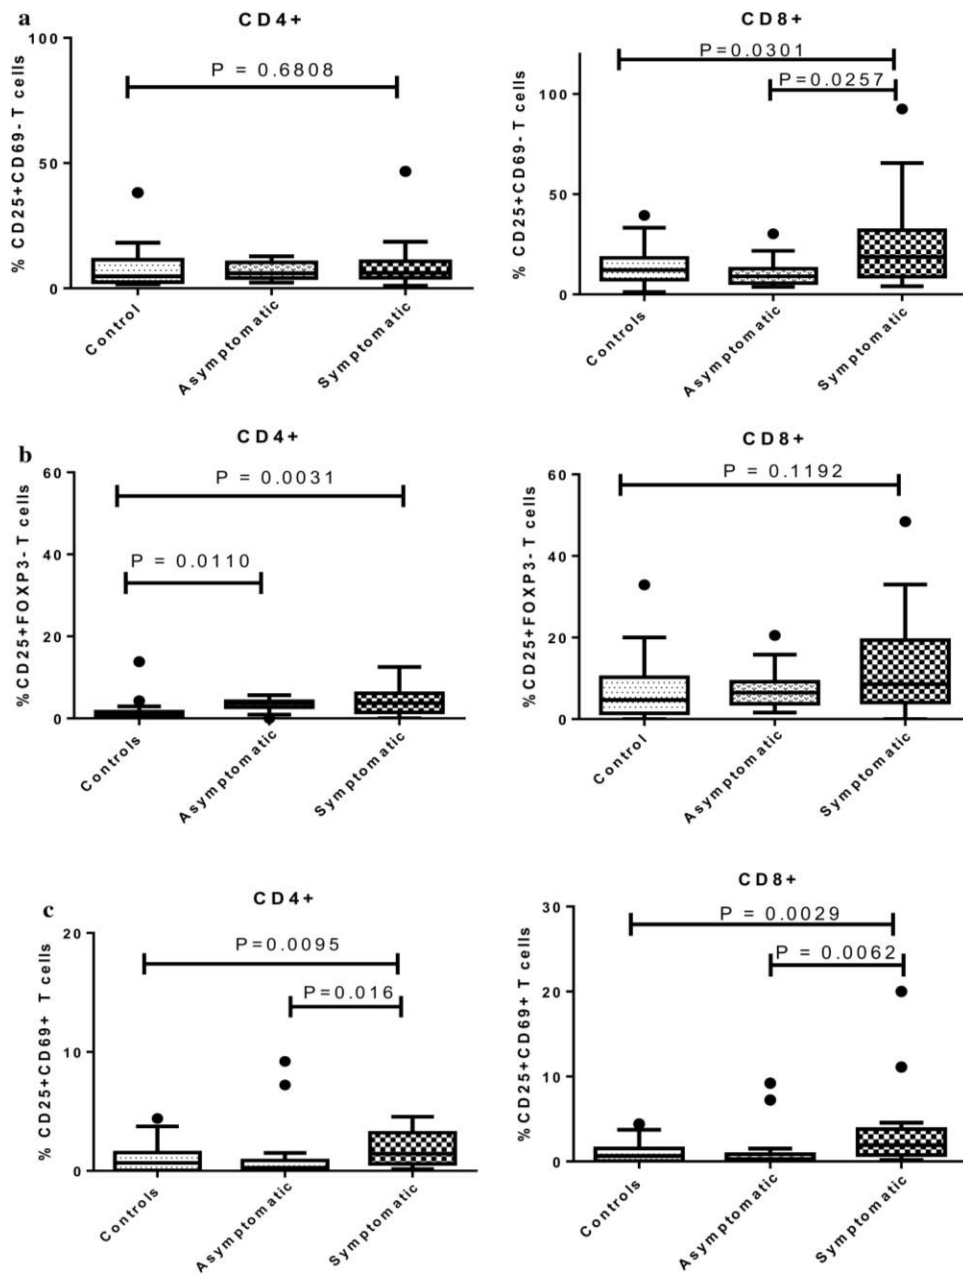 a
CD4+
% CD25+CD69- T cells
100
50
0
P = 0.6808
Control
Asymptomatic
Symptomatic
CD8+
% CD25+CD69- T cells
100
50
0
P=0.0301
P=0.0257
Controls
Asymptomatic
Symptomatic
b
CD4+
% CD25+FOXP3- T cells
60
40
20
0
P = 0.0031
P = 0.0110
Controls
Asymptomatic
Symptomatic
CD8+
% CD25+FOXP3- T cells
60
40
20
0
P = 0.1192
Control
Asymptomatic
Symptomatic
c
CD4+
% CD25+CD69+ T cells
20
10
0
P=0.0095
P=0.016
Controls
Asymptomatic
Symptomatic
CD8+
% CD25+CD69+ T cells
30
20
10
0
P = 0.0029
P = 0.0062
Controls
Asymptomatic
Symptomatic